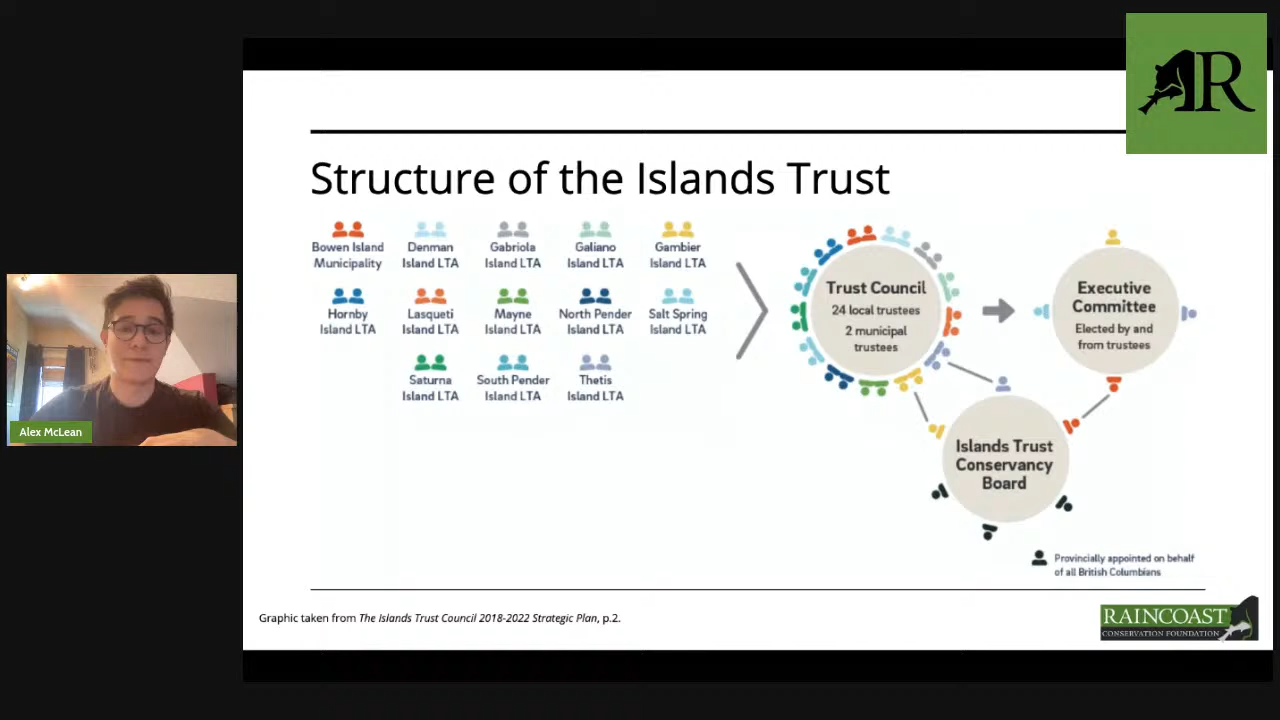 AR
Structure of the Islands Trust
Bowen Island
Municipality
Denman
Island LTA
Gabriola
Island LTA
Galiano
Island LTA
Gambier
Island LTA
Hornby
Island LTA
Lasqueti
Island LTA
Mayne
Island LTA
North Pender
Island LTA
Salt Spring
Island LTA
Saturna
Island LTA
South Pender
Island LTA
Thetis
Island LTA
Trust Council
24 local trustees
2 municipal
trustees
Executive
Committee
Elected by and
from trustees
Islands Trust
Conservancy
Board
Provincially appointed on behalf
of all British Columbians
Alex McLean
Graphic taken from The Islands Trust Council 2018-2022 Strategic Plan, p.2.
RAINCOAST
CONSERVATION FOUNDATION